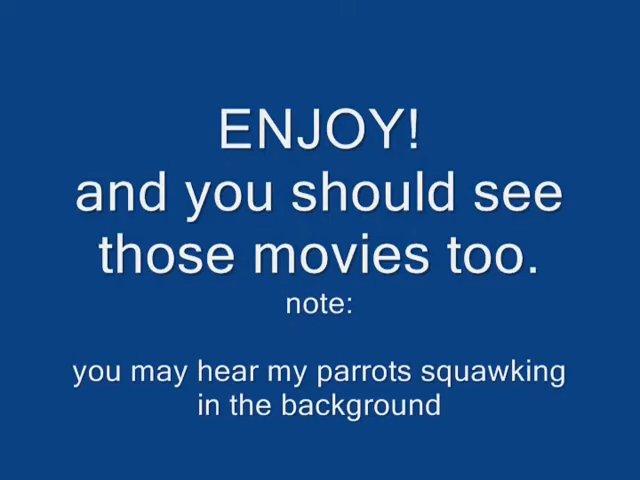 ENJOY!
and you should see
those movies too.
note:
you may hear my parrots squawking
in the background